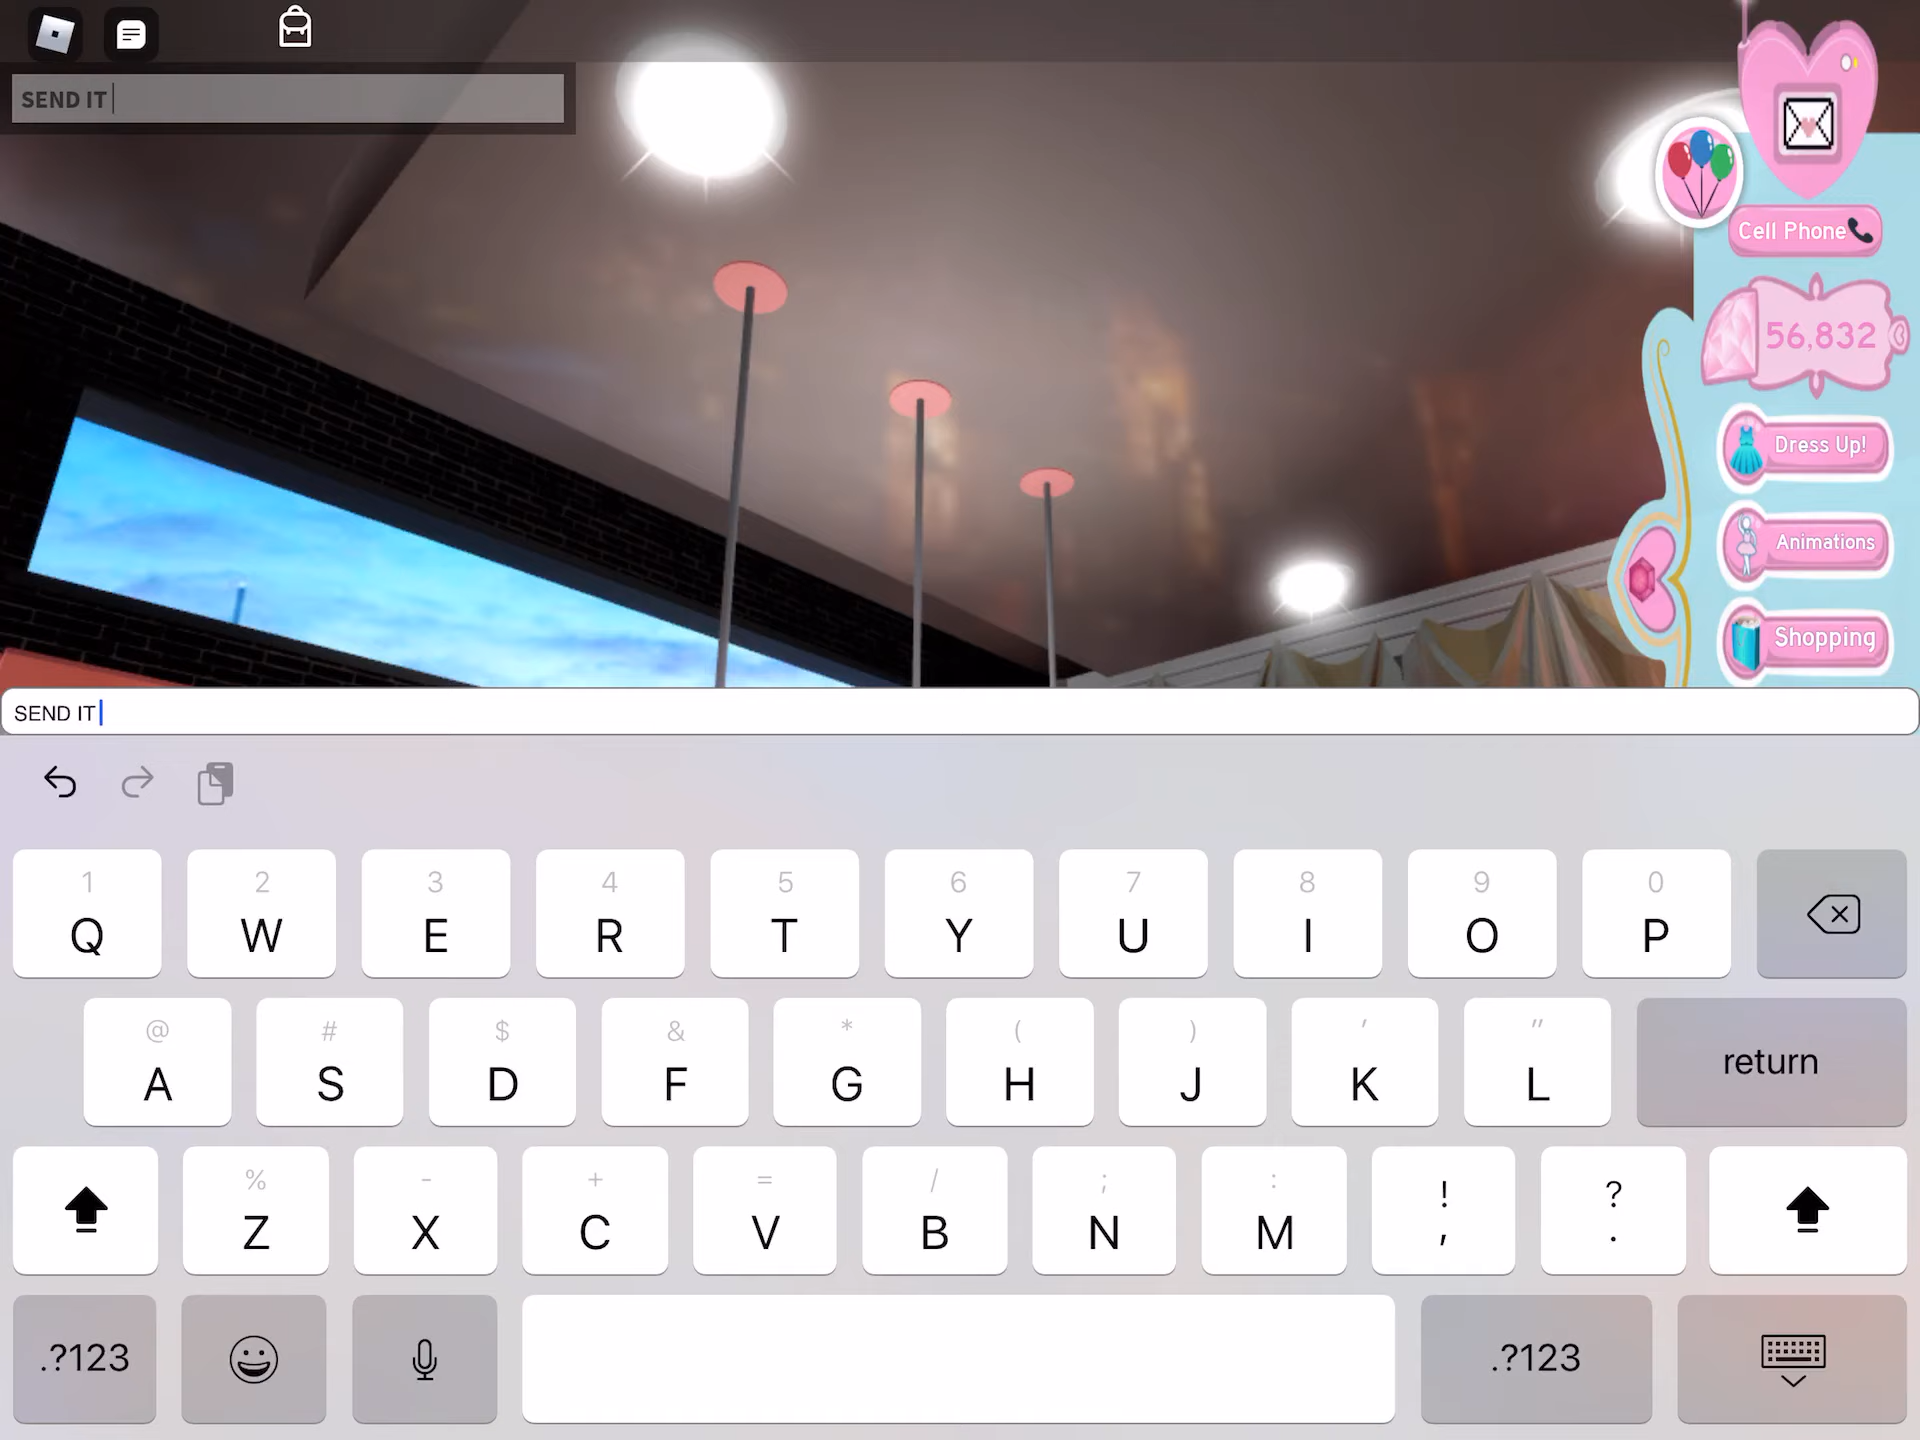 SEND IT
Cell Phone
56,832
Dress Up!
Animations
Shopping
SEND IT
1 2 3 4 5 6 7 8 9 0
Q W E R T Y U I O P
@ # $ & * ( ) ' "
A S D F G H J K L return
% - + = / ; : ! ?
Z X C V B N M , .
.?123 .?123